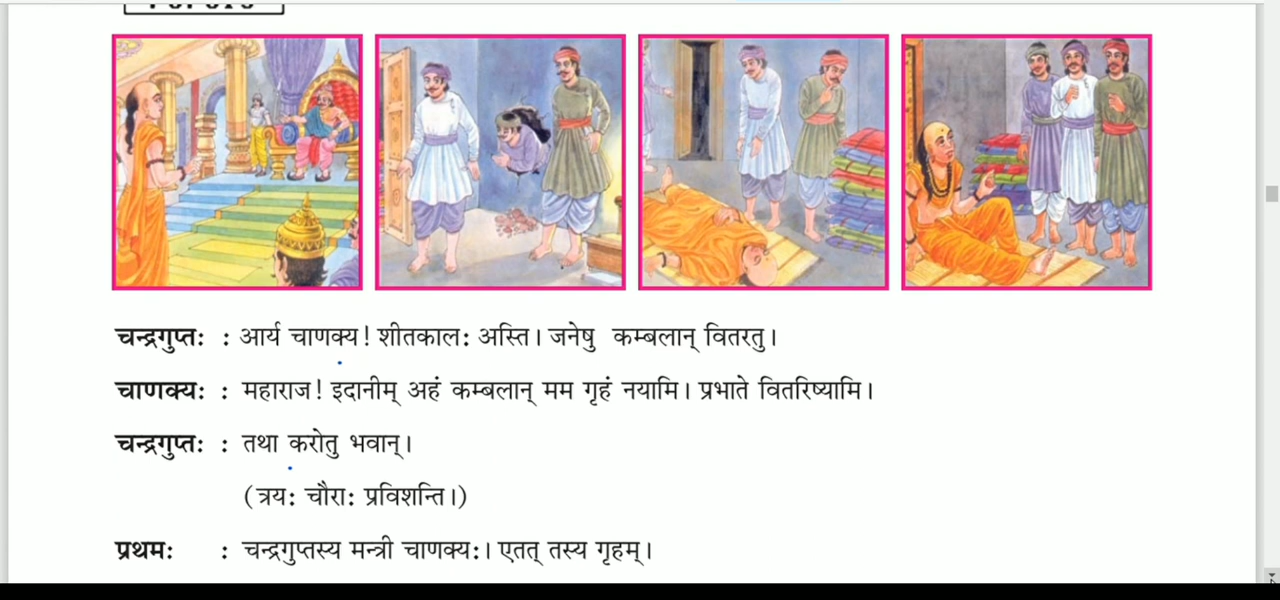 चन्द्रगुप्तः : आर्य चाणक्य! शीतकालः अस्ति। जनेषु कम्बलान् वितरतु।
चाणक्यः : महाराज! इदानीम् अहं कम्बलान् मम गृहं नयामि। प्रभाते वितरिष्यामि।
चन्द्रगुप्तः : तथा करोतु भवान्।
(त्रयः चौराः प्रविशन्ति।)
प्रथमः : चन्द्रगुप्तस्य मन्त्री चाणक्यः। एतत् तस्य गृहम्।